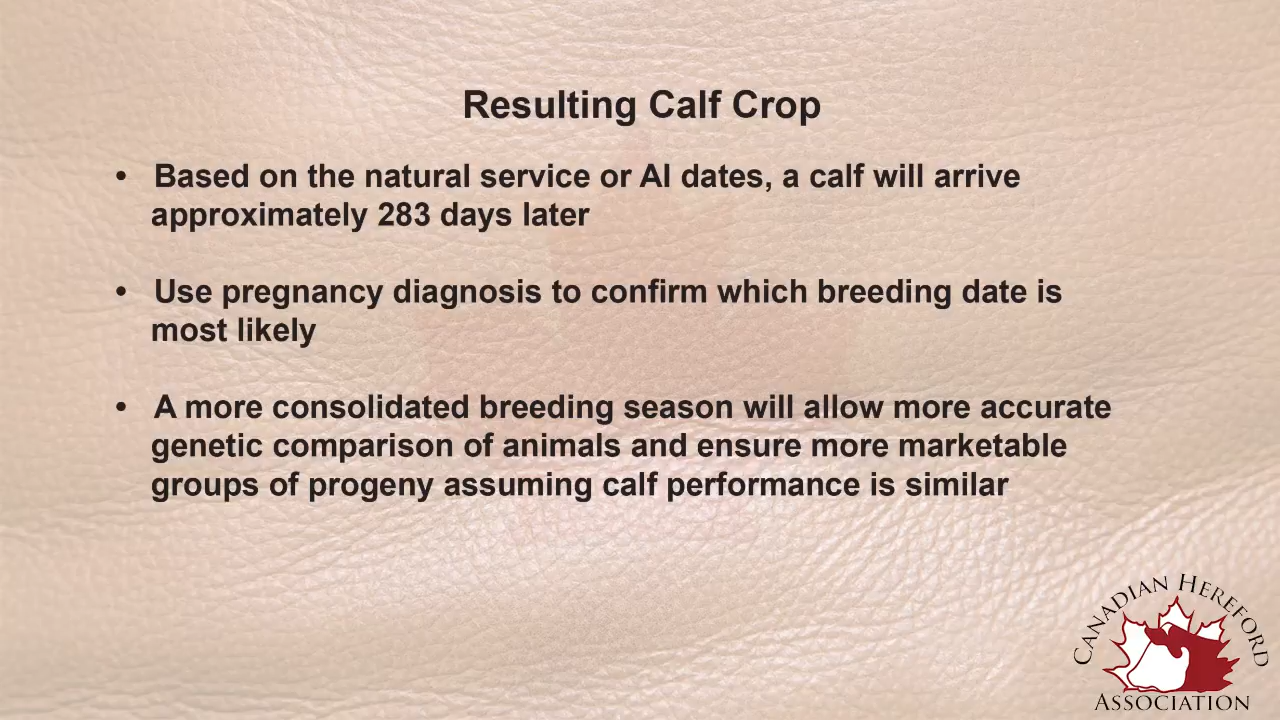 Resulting Calf Crop
• Based on the natural service or AI dates, a calf will arrive
approximately 283 days later
• Use pregnancy diagnosis to confirm which breeding date is
most likely
• A more consolidated breeding season will allow more accurate
genetic comparison of animals and ensure more marketable
groups of progeny assuming calf performance is similar
CANADIAN HEREFORD
ASSOCIATION